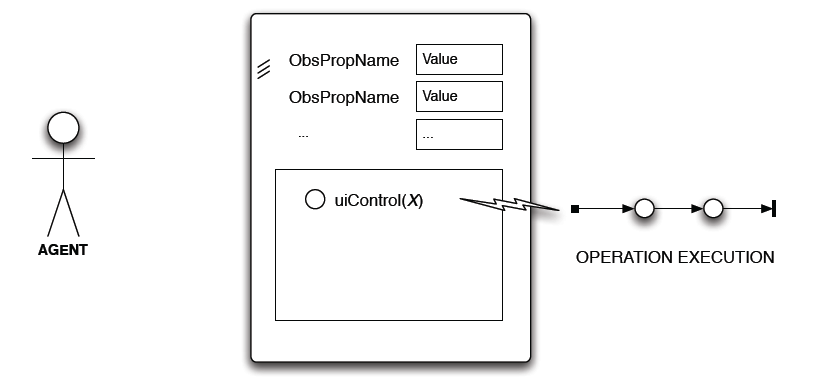 ObsPropName Value
ObsPropName Value
... ...
uiControl(X)
AGENT
OPERATION EXECUTION